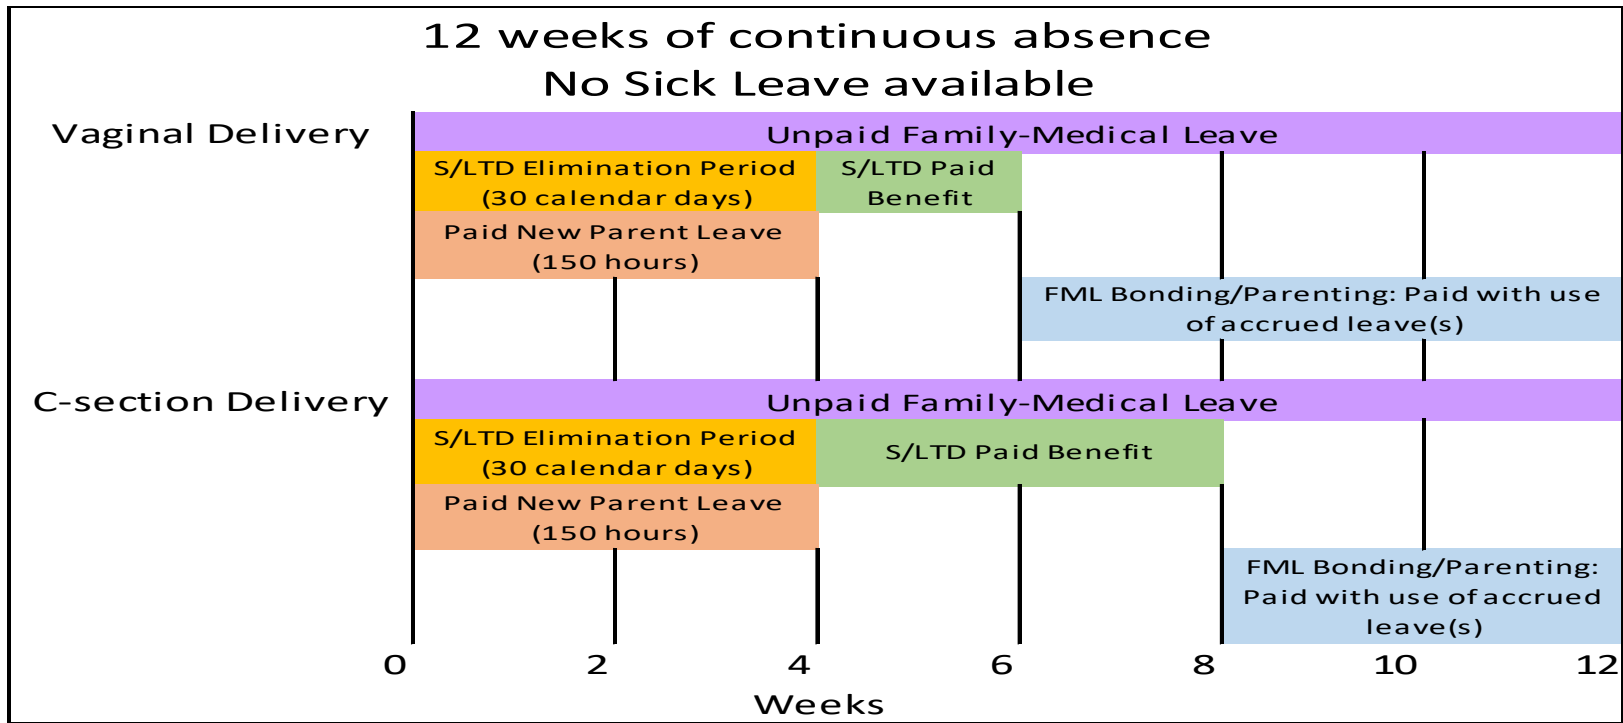 12 weeks of continuous absence
No Sick Leave available
Vaginal Delivery
Unpaid Family-Medical Leave
S/LTD Elimination Period
(30 calendar days)
S/LTD Paid
Benefit
Paid New Parent Leave
(150 hours)
FML Bonding/Parenting: Paid with use
of accrued leave(s)
C-section Delivery
Unpaid Family-Medical Leave
S/LTD Elimination Period
(30 calendar days)
S/LTD Paid Benefit
Paid New Parent Leave
(150 hours)
FML Bonding/Parenting:
Paid with use of accrued
leave(s)
0 2 4 6 8 10 12
Weeks